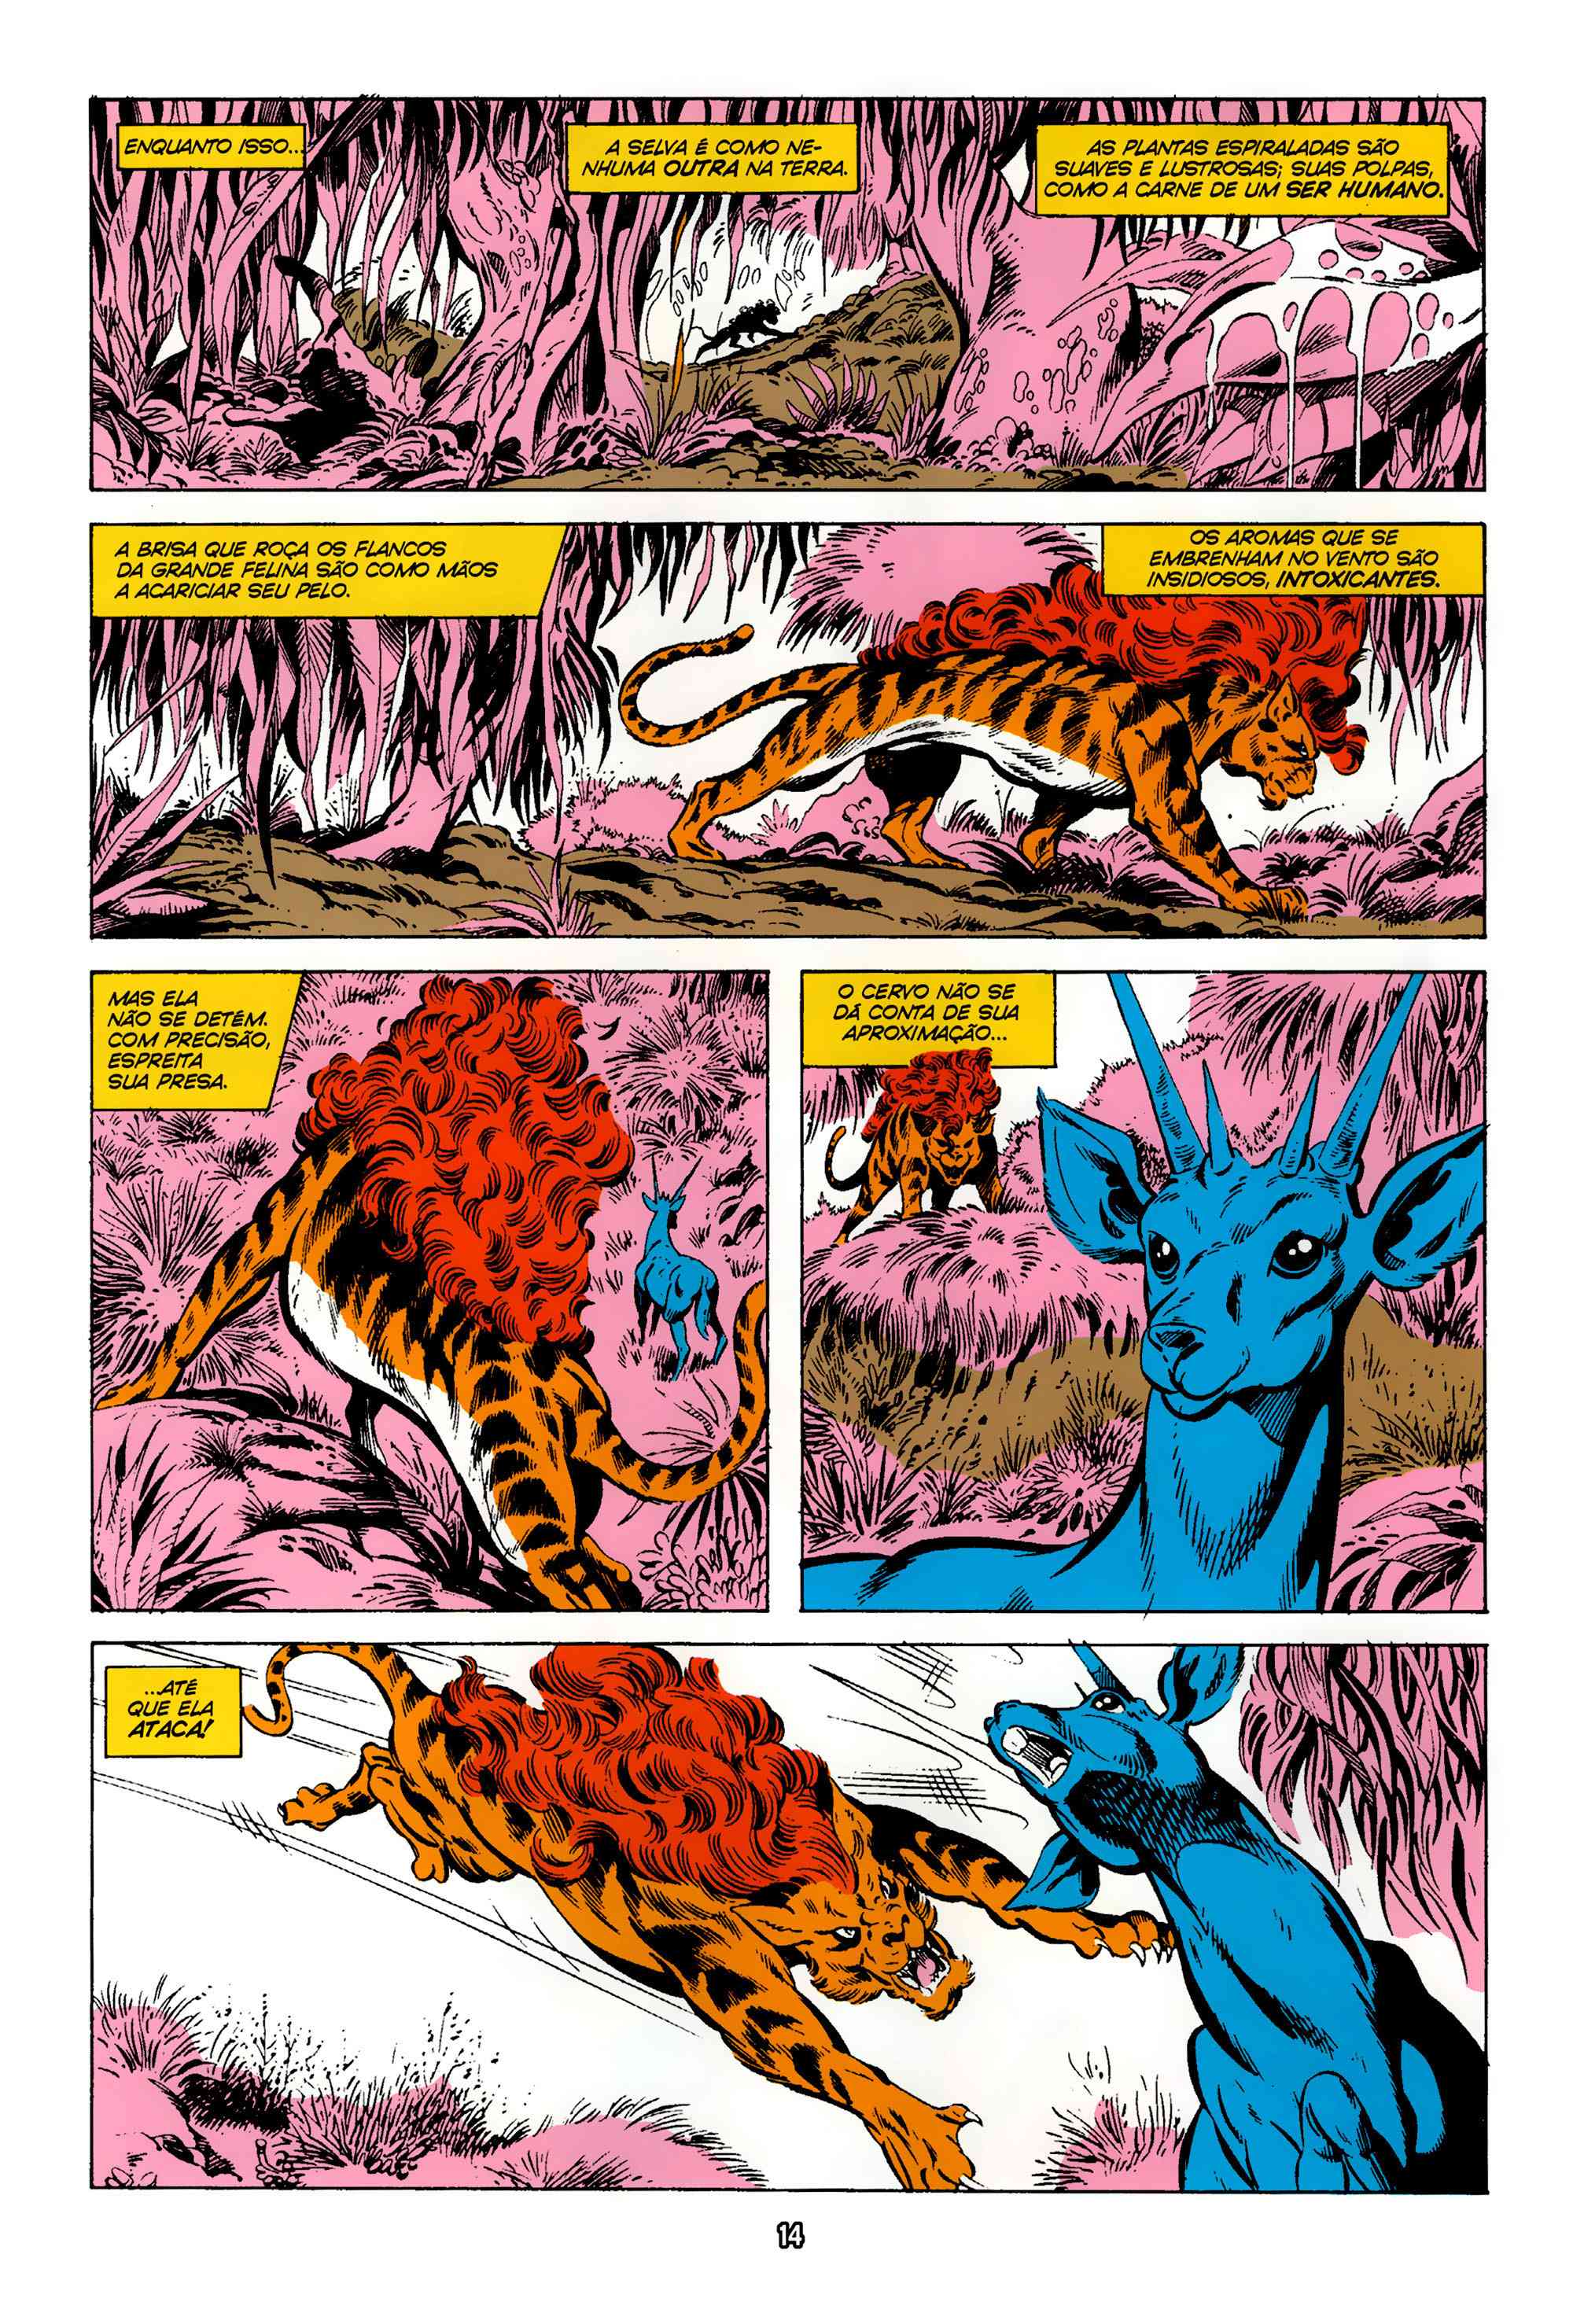 ENQUANTO ISSO...
A SELVA É COMO NE-
NHUMA OUTRA NA TERRA.
AS PLANTAS ESPIRALADAS SÃO
SUAVES E LUSTROSAS; SUAS POLPAS,
COMO A CARNE DE UM SER HUMANO.
A BRISA QUE ROÇA OS FLANCOS
DA GRANDE FELINA SÃO COMO MÃOS
A ACARICIAR SEU PELO.
OS AROMAS QUE SE
EMBRENHAM NO VENTO SÃO
INSIDIOSOS, INTOXICANTES.
MAS ELA
NÃO SE DETÉM.
COM PRECISÃO,
ESPREITA
SUA PRESA.
O CERVO NÃO SE
DÁ CONTA DE SUA
APROXIMAÇÃO...
...ATÉ
QUE ELA
ATACA!
14